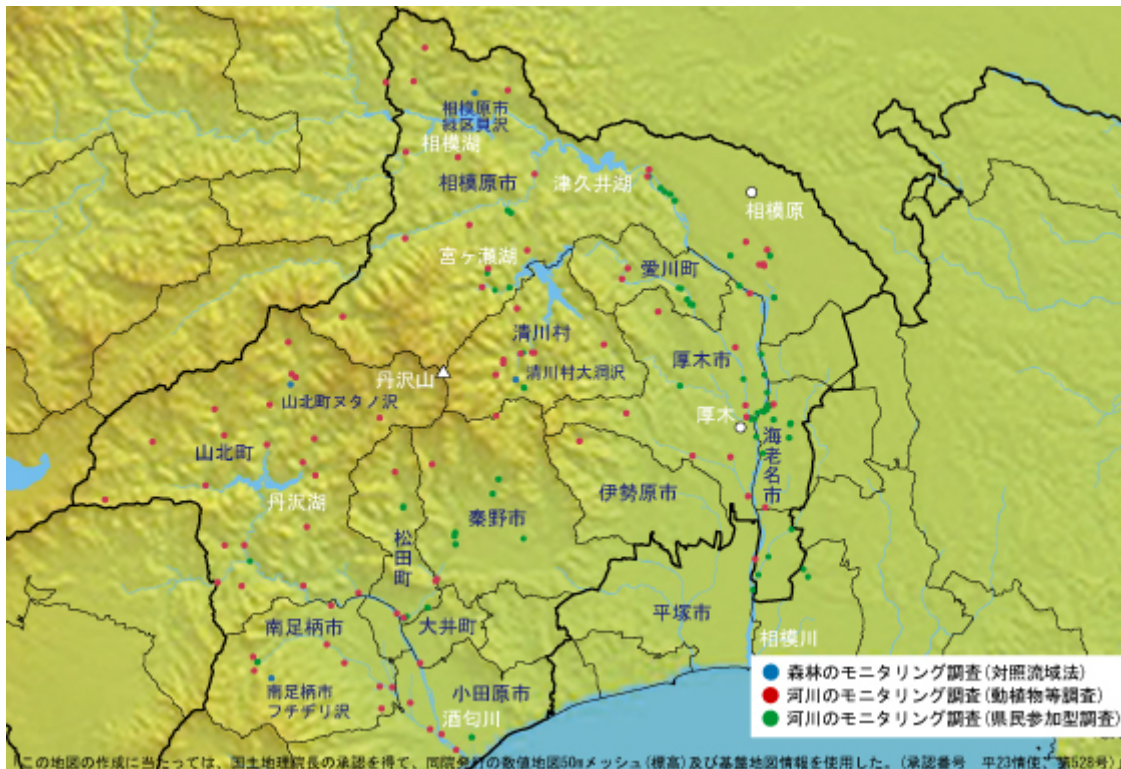 相模原市
緑区貝沢
相模湖
相模原市
津久井湖
相模原
宮ヶ瀬湖
愛川町
清川村
厚木市
丹沢山
清川村大洞沢
山北町ヌタノ沢
厚木
山北町
海老名市
丹沢湖
伊勢原市
秦野市
松田町
平塚市
大井町
南足柄市
相模川
南足柄市
フチヂリ沢
小田原市
酒匂川
森林のモニタリング調査(対照流域法)
河川のモニタリング調査(動植物等調査)
河川のモニタリング調査(県民参加型調査)
この地図の作成に当たっては、国土地理院長の承認を得て、同院発行の数値地図50mメッシュ(標高)及び基盤地図情報を使用した。(承認番号 平23情使、第528号)